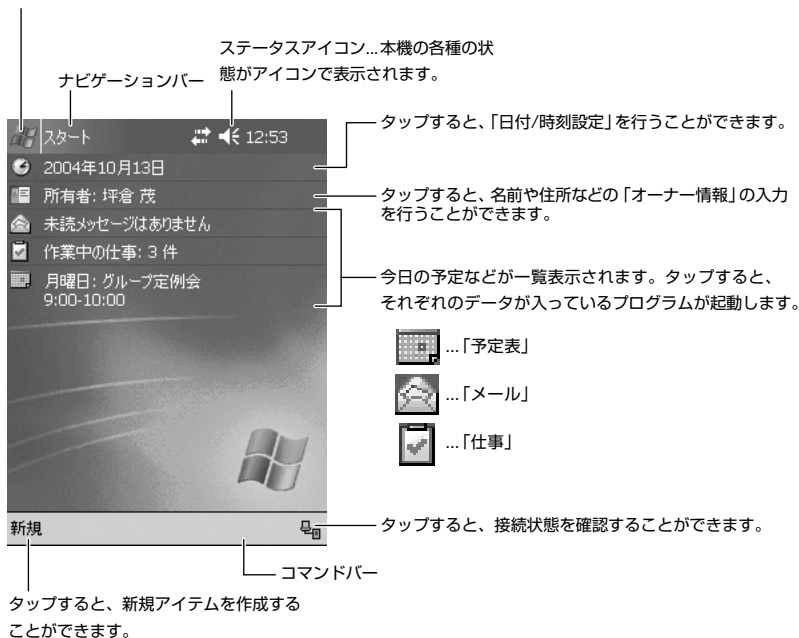 ステータスアイコン...本機の各種の状
態がアイコンで表示されます。
ナビゲーションバー
スタート 12:53
タップすると、「日付/時刻設定」を行うことができます。
2004年10月13日
所有者: 坪倉 茂
タップすると、名前や住所などの「オーナー情報」の入力
を行うことができます。
未読メッセージはありません
作業中の仕事: 3 件
月曜日: グループ定例会
9:00-10:00
今日の予定などが一覧表示されます。タップすると、
それぞれのデータが入っているプログラムが起動します。
...「予定表」
...「メール」
...「仕事」
新規
タップすると、接続状態を確認することができます。
コマンドバー
タップすると、新規アイテムを作成する
ことができます。